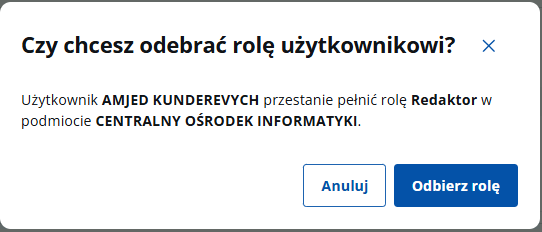 Czy chcesz odebrać rolę użytkownikowi?
Użytkownik AMJED KUNDEREVYCH przestanie pełnić rolę Redaktor w
podmiocie CENTRALNY OŚRODEK INFORMATYKI.
Anuluj
Odbierz rolę